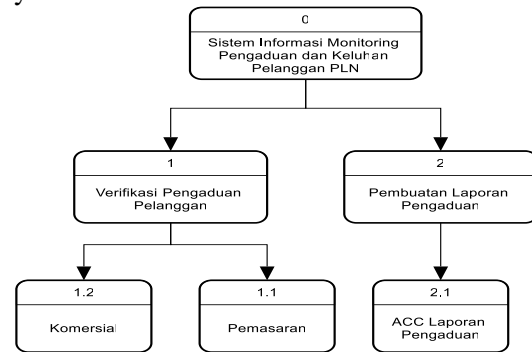 0
Sistem Informasi Monitoring
Pengaduan dan Keluhan
Pelanggan PLN
1
Verifikasi Pengaduan
Pelanggan
2
Pembuatan Laporan
Pengaduan
1.2
Komersial
1.1
Pemasaran
2.1
ACC Laporan
Pengaduan